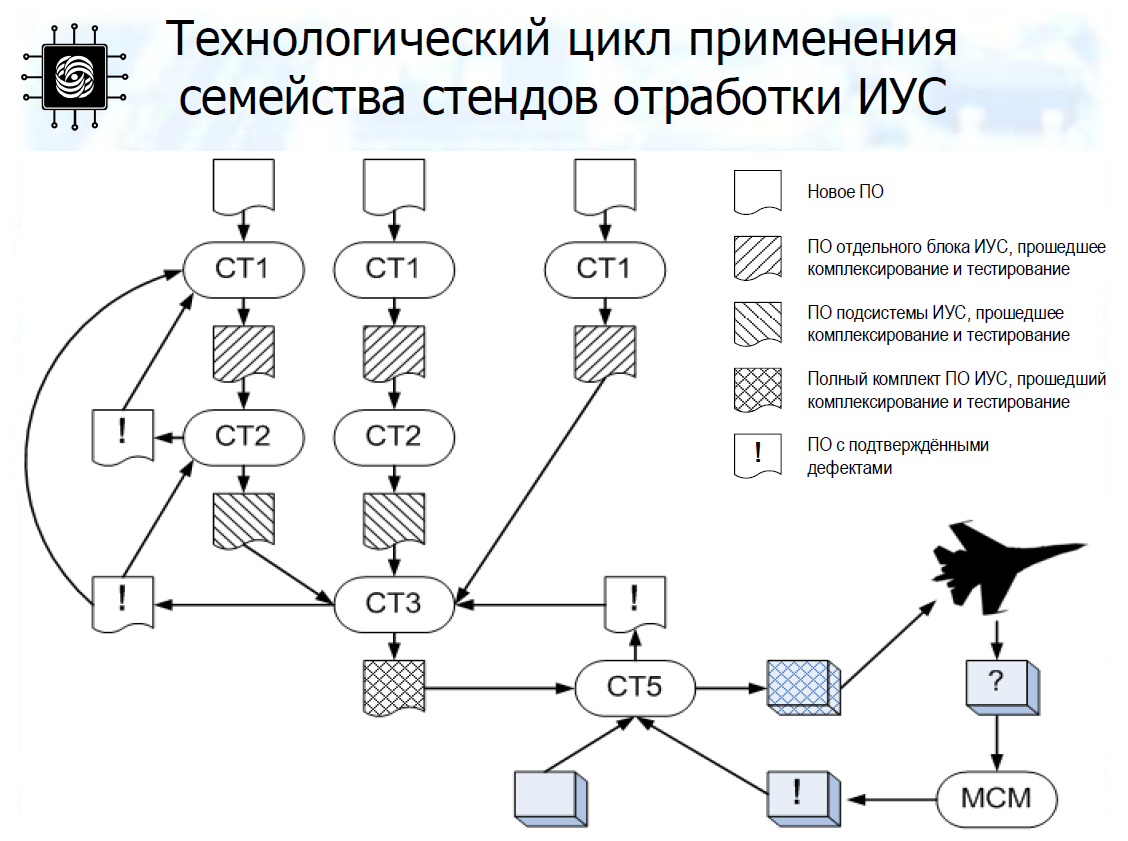 Технологический цикл применения
семейства стендов отработки ИУС
Новое ПО
ПО отдельного блока ИУС, прошедшее
комплексирование и тестирование
ПО подсистемы ИУС, прошедшее
комплексирование и тестирование
Полный комплект ПО ИУС, прошедший
комплексирование и тестирование
!
ПО с подтверждёнными
дефектами
СТ1
СТ1
СТ1
!
СТ2
СТ2
!
СТ3
!
СТ5
?
!
МСМ